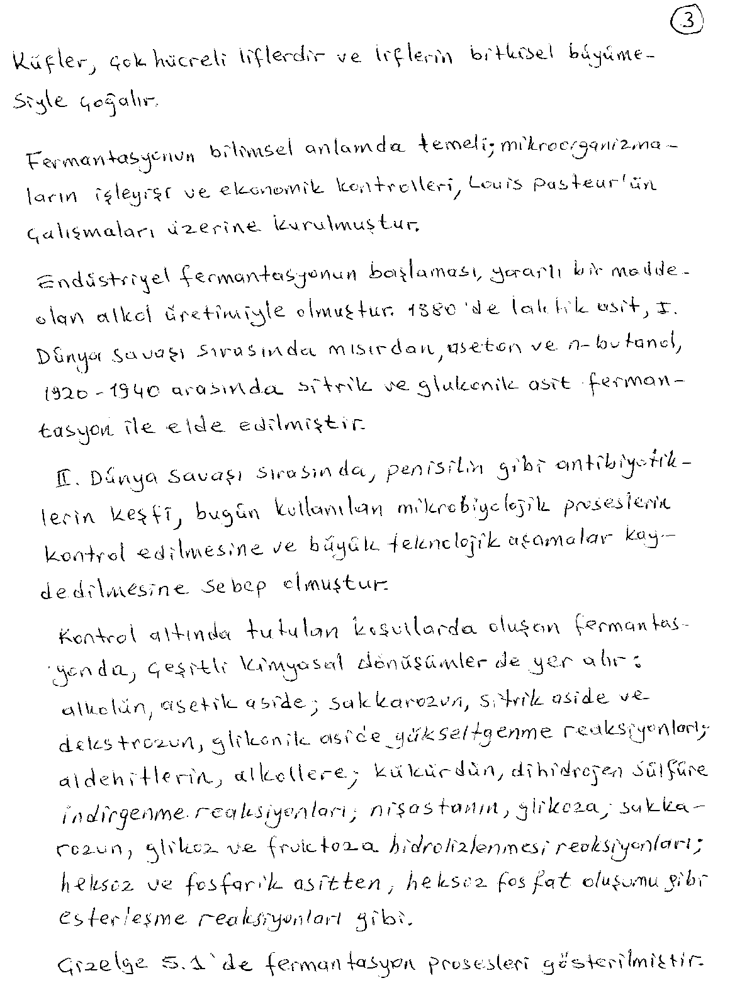 3
Küfler, çok hücreli liflerdir ve liflerin bitkisel büyüme-
siyle çoğalır.
Fermantasyonun bilimsel anlamda temeli; mikroorganizma-
ların işleyişi ve ekonomik kontrolleri, Louis Pasteur'ün
çalışmaları üzerine kurulmuştur.
Endüstriyel fermantasyonun başlaması, yararlı bir madde
olan alkol üretimiyle olmuştur. 1880'de laktik asit, I.
Dünya Savaşı sırasında mısırdan, aseton ve n-butanol,
1920-1940 arasında sitrik ve glukonik asit ferman-
tasyon ile elde edilmiştir.
II. Dünya Savaşı sırasında, penisilin gibi antibiyotik-
lerin keşfi, bugün kullanılan mikrobiyolojik proseslerin
kontrol edilmesine ve büyük teknolojik aşamalar kay-
dedilmesine sebep olmuştur.
Kontrol altında tutulan koşullarda oluşan fermantas-
yonda, çeşitli kimyasal dönüşümler de yer alır:
alkolün, asetik aside; sakkarozun, sitrik aside ve
dekstrozun, glikonik aside yükseltgenme reaksiyonları;
aldehitlerin, alkollere; kükürdün, dihidrojen sülfüre
indirgenme reaksiyonları; nişastanın, glikoza; sakka-
rozun, glikoz ve fruktoza hidrolizlenmesi reaksiyonları;
heksoz ve fosfarik asitten, heksoz fosfat oluşumu gibi
esterleşme reaksiyonları gibi.
Çizelge 5.1'de fermantasyon prosesleri gösterilmiştir.